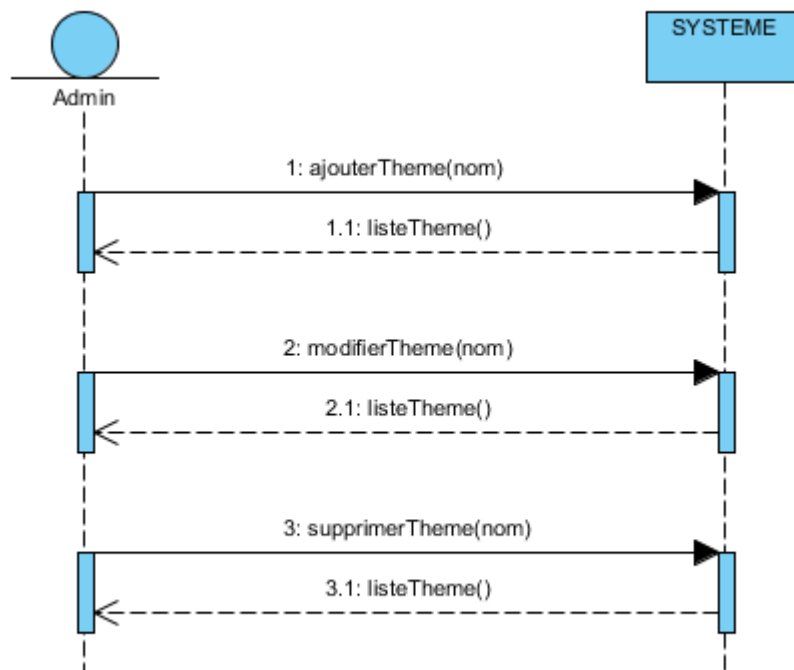 SYSTEME
Admin
1: ajouterTheme(nom)
1.1: listeTheme()
2: modifierTheme(nom)
2.1: listeTheme()
3: supprimerTheme(nom)
3.1: listeTheme()